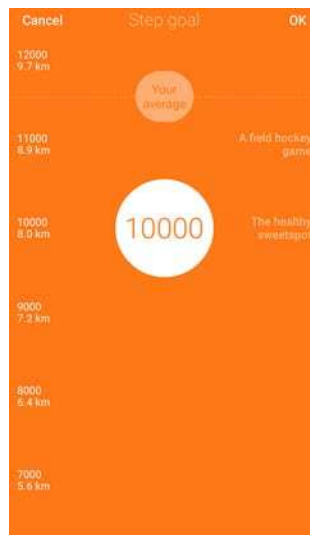 Cancel Step goal OK
12000
9.7 km
Your
average
11000
8.9 km
A field hockey
game
10000
8.0 km
10000
The healthy
sweetspot
9000
7.2 km
8000
6.4 km
7000
5.6 km